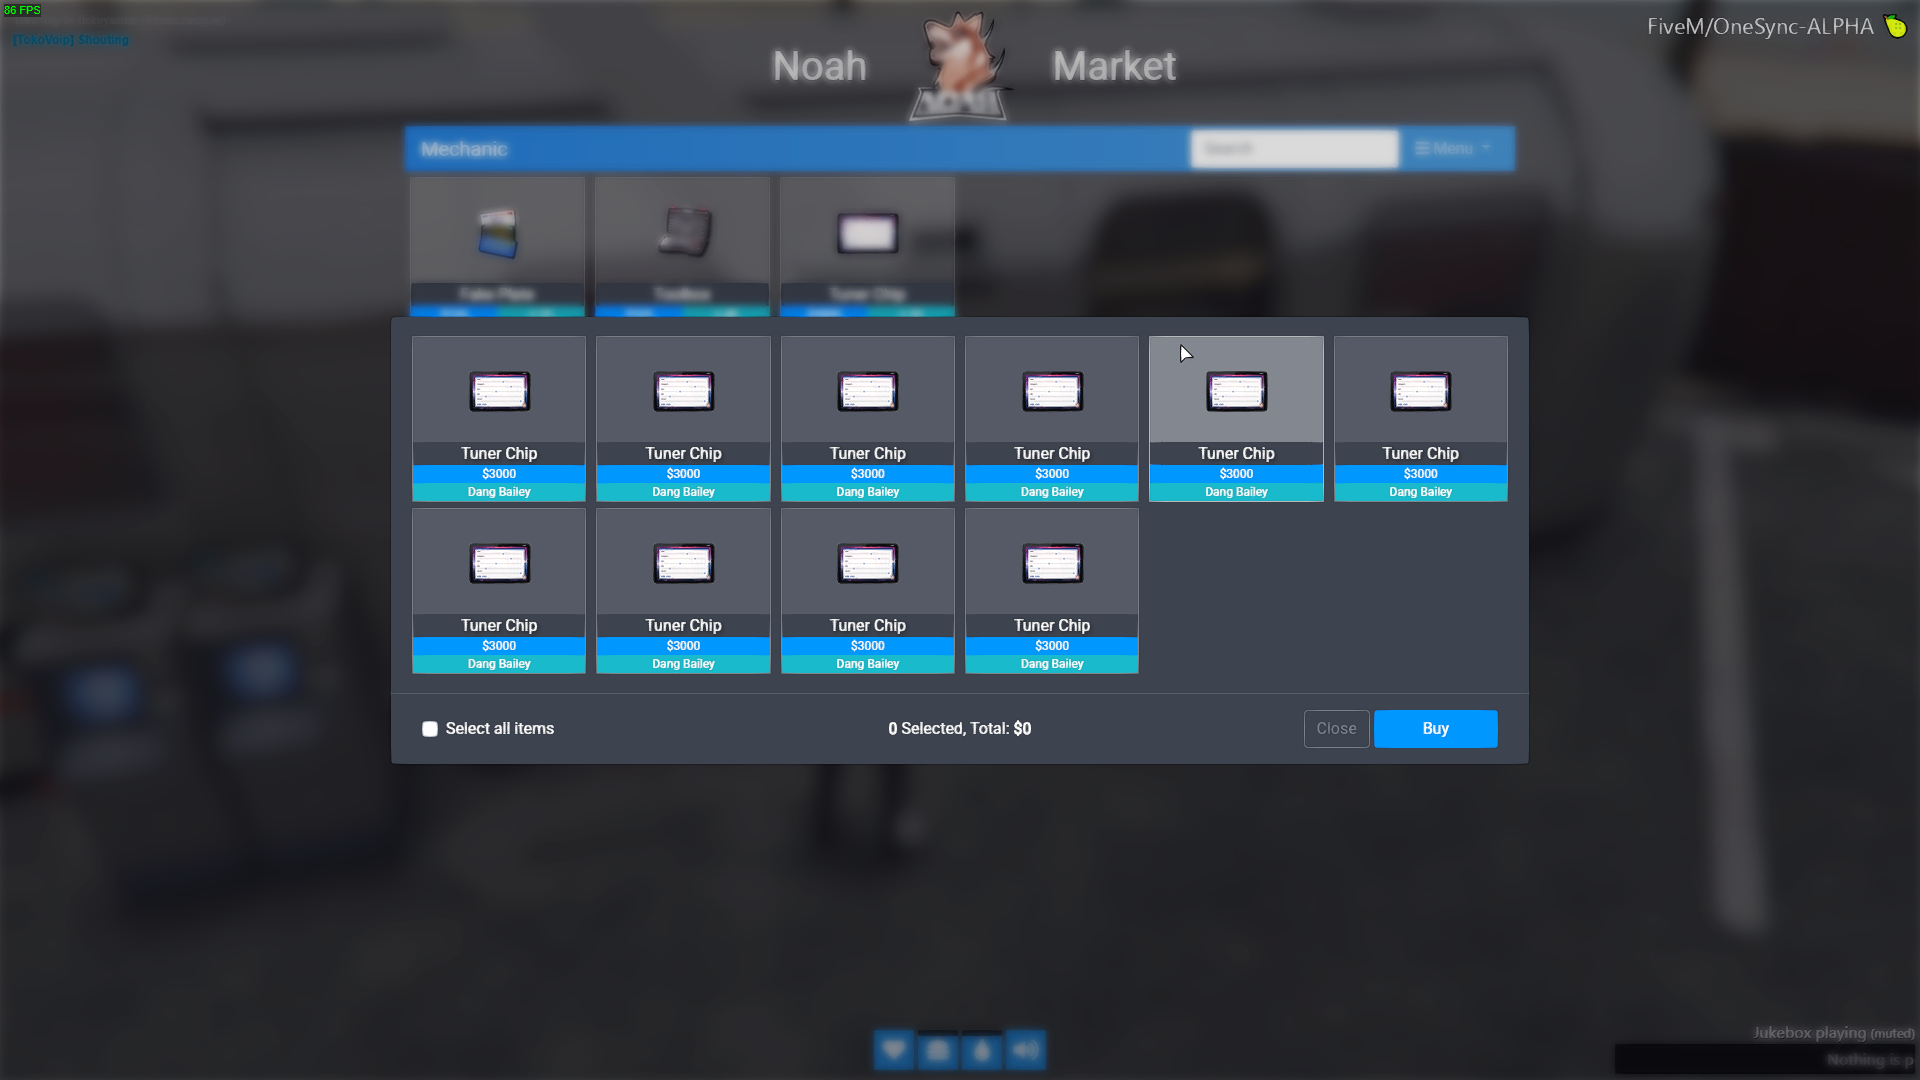 86 FPS
[TokoVoip] Shouting
FiveM/OneSync-ALPHA
Noah Market
NOAH
Mechanic
Search
Menu
Fake Plate Toolbox Tuner Chip
Tuner Chip Tuner Chip Tuner Chip Tuner Chip Tuner Chip Tuner Chip
$3000 $3000 $3000 $3000 $3000 $3000
Dang Bailey Dang Bailey Dang Bailey Dang Bailey Dang Bailey Dang Bailey
Tuner Chip Tuner Chip Tuner Chip Tuner Chip
$3000 $3000 $3000 $3000
Dang Bailey Dang Bailey Dang Bailey Dang Bailey
Select all items
0 Selected, Total: $0
Close
Buy
Jukebox playing (muted)
Nothing is p